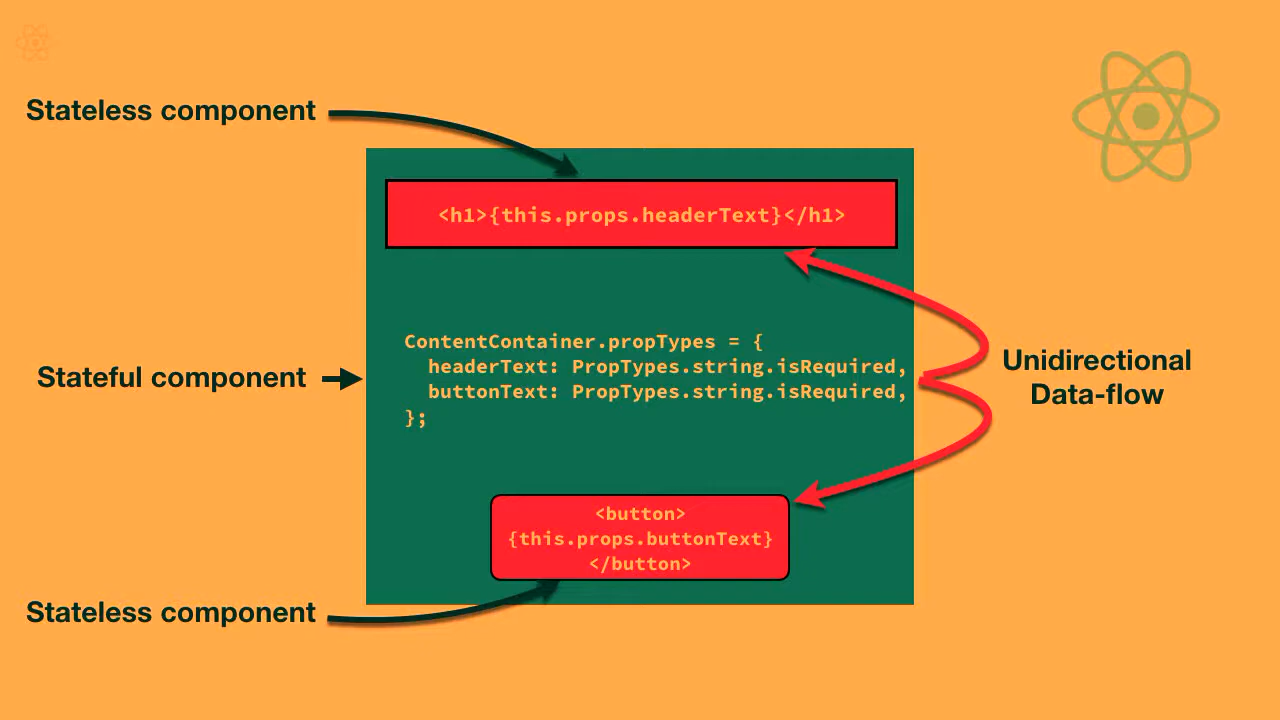 Stateless component
<h1>{this.props.headerText}</h1>
ContentContainer.propTypes = {
  headerText: PropTypes.string.isRequired,
  buttonText: PropTypes.string.isRequired,
};
Stateful component
Unidirectional
Data-flow
<button>
{this.props.buttonText}
</button>
Stateless component